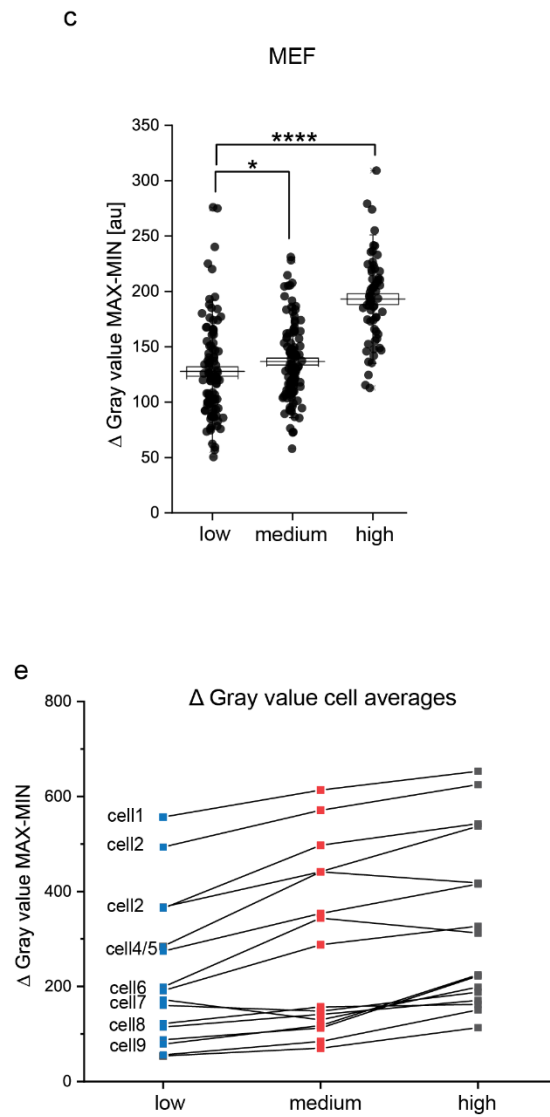 c
MEF
Δ Gray value MAX-MIN [au]
350
300
250
200
150
100
50
0
****
*
low medium high
e
Δ Gray value cell averages
Δ Gray value MAX-MIN
800
600
400
200
0
cell1
cell2
cell2
cell4/5
cell6
cell7
cell8
cell9
low medium high